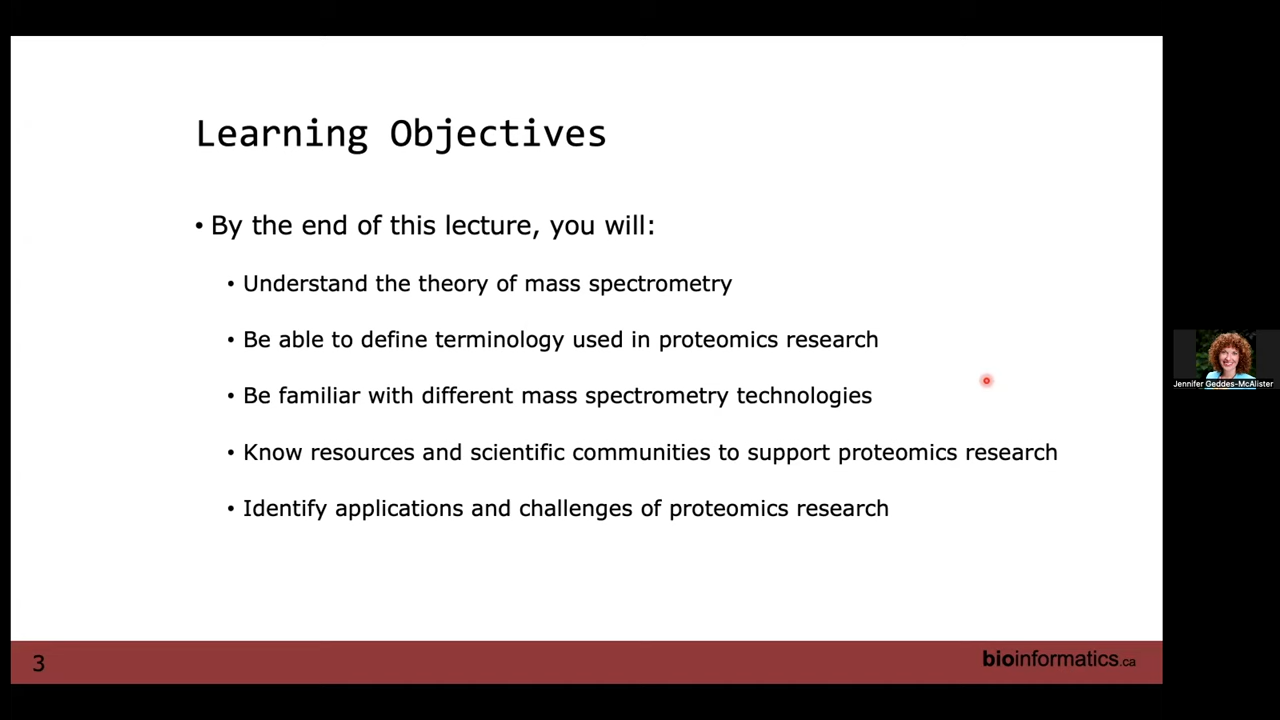 Learning Objectives
• By the end of this lecture, you will:
• Understand the theory of mass spectrometry
• Be able to define terminology used in proteomics research
• Be familiar with different mass spectrometry technologies
Jennifer Geddes-McAlister
• Know resources and scientific communities to support proteomics research
• Identify applications and challenges of proteomics research
3
bioinformatics.ca